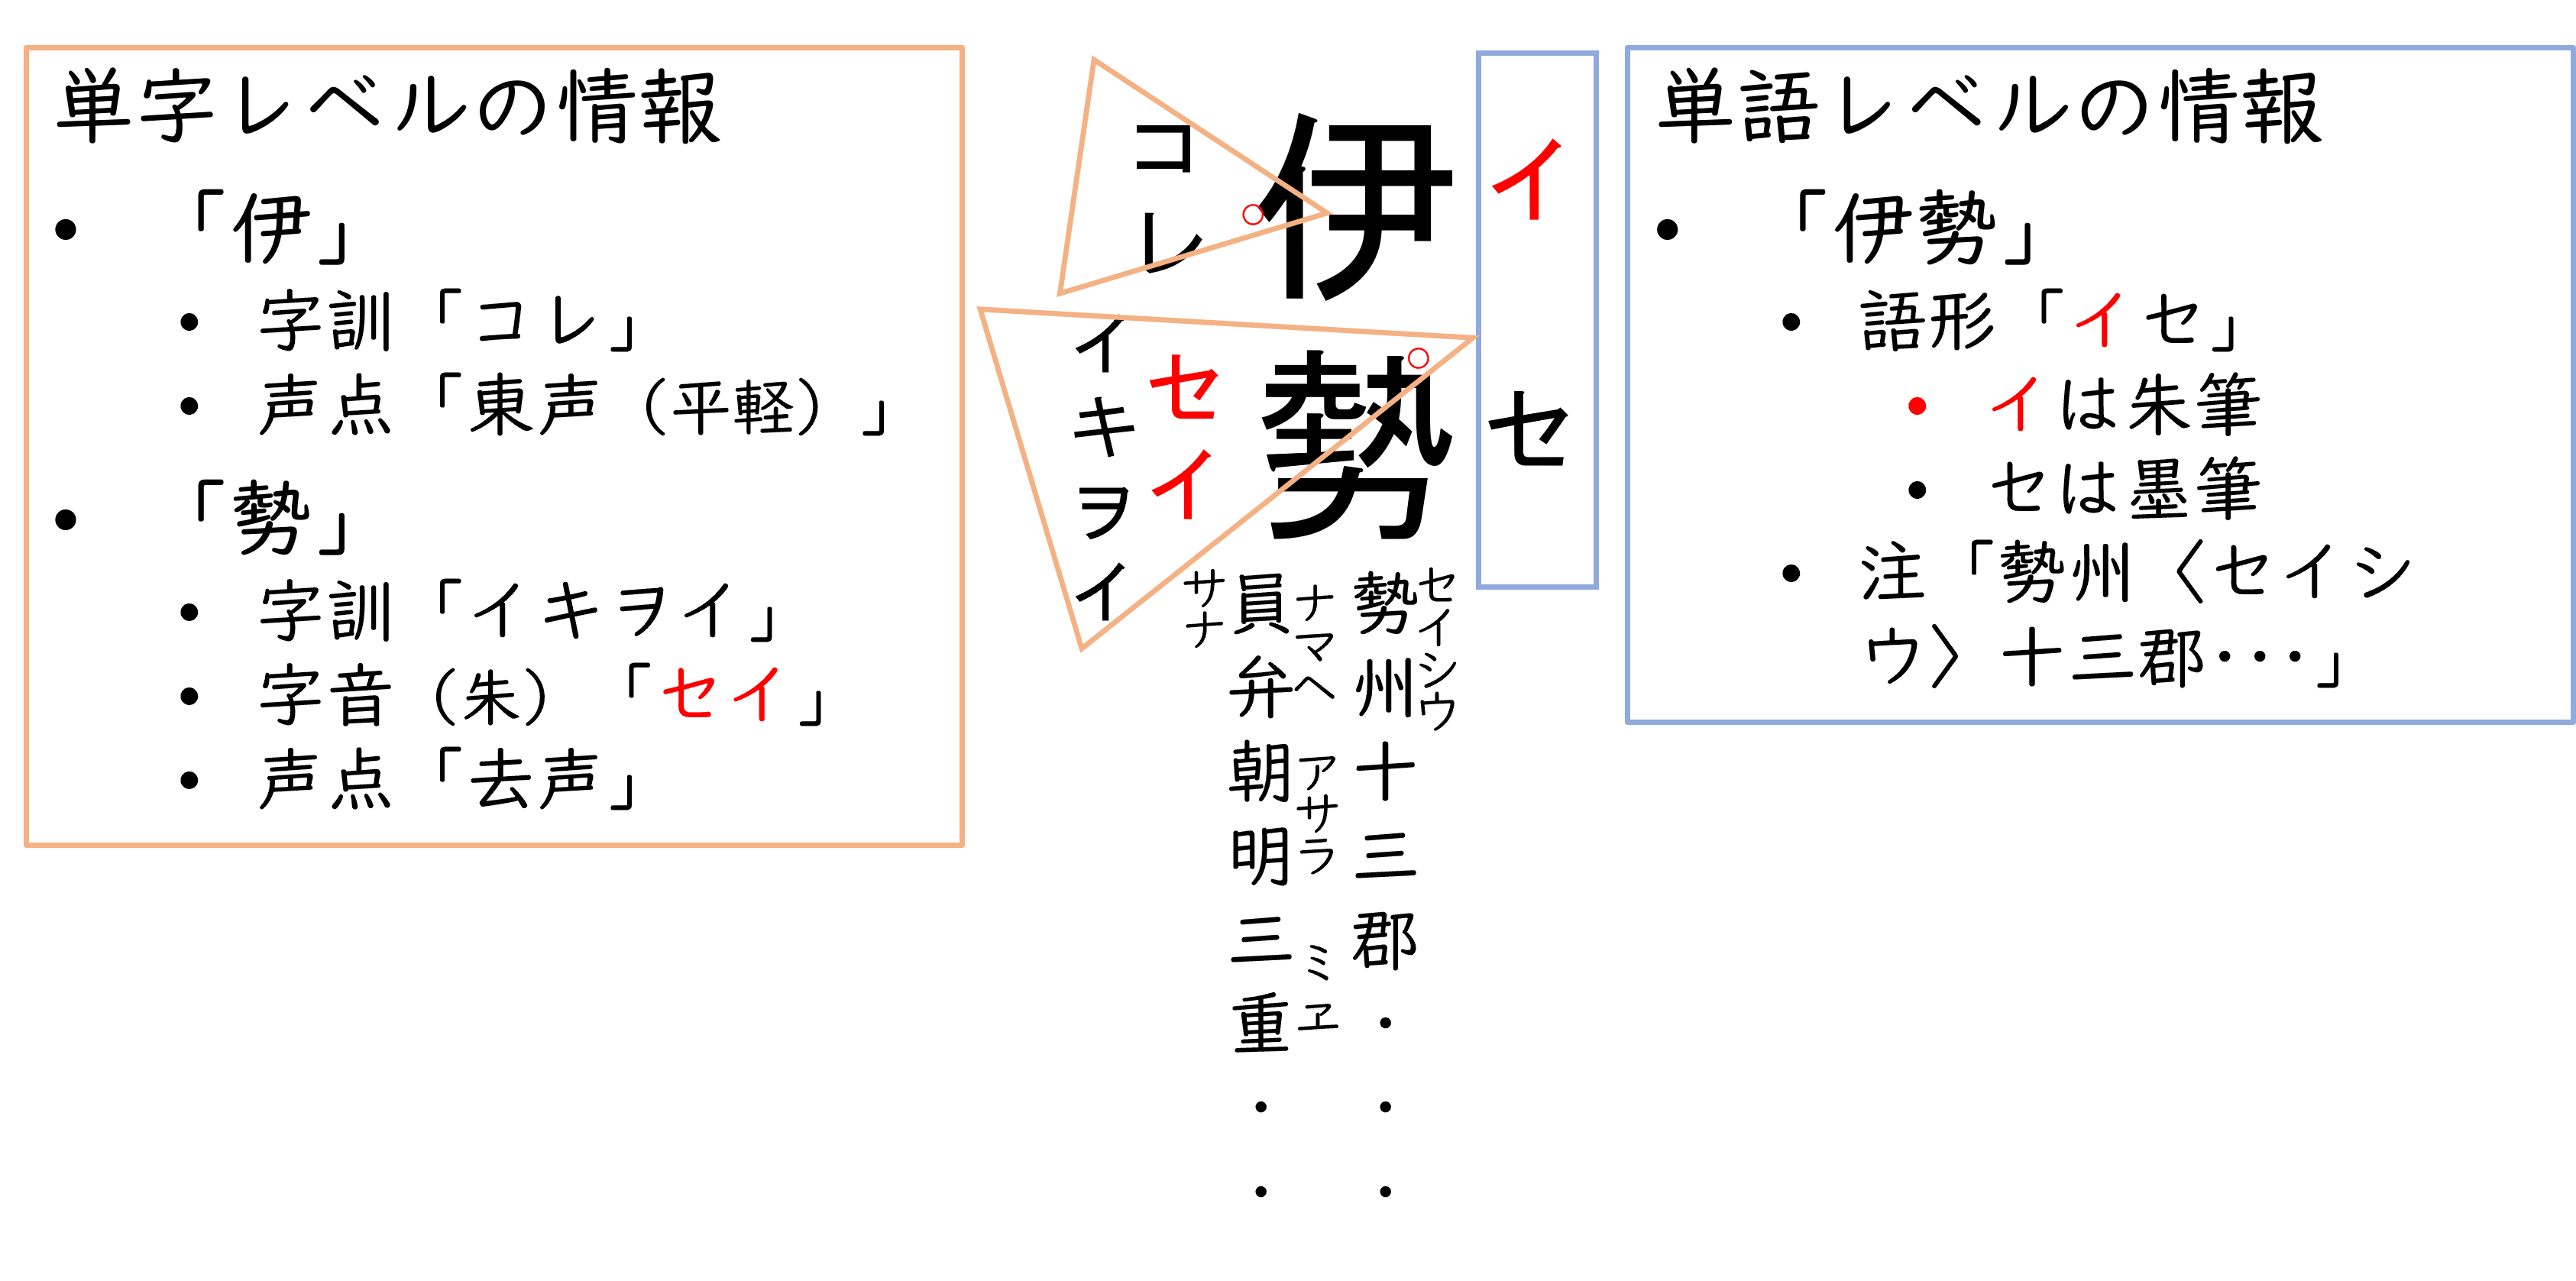 単字レベルの情報
• 「伊」
• 字訓「コレ」
• 声点「東声（平軽）」
• 「勢」
• 字訓「イキヲイ」
• 字音（朱）「セイ」
• 声点「去声」
イセ
伊勢
コレ
セイ
イキヲイ
セイシウ
勢州十三郡・・・
ナマヘ アサラ ミヱ
員弁朝明三重・・
サナ
単語レベルの情報
• 「伊勢」
• 語形「イセ」
• イは朱筆
• セは墨筆
• 注「勢州〈セイシ
ウ〉十三郡･･･」